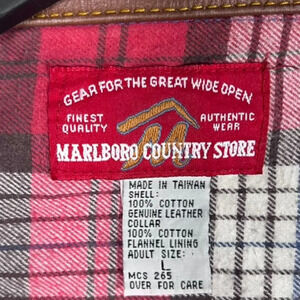 GEAR FOR THE GREAT WIDE OPEN
FINEST QUALITY
AUTHENTIC WEAR
MARLBORO COUNTRY STORE
MADE IN TAIWAN
SHELL:
100% COTTON
GENUINE LEATHER
COLLAR
100% COTTON
FLANNEL LINING
ADULT SIZE:
L
MCS 265
OVER FOR CARE